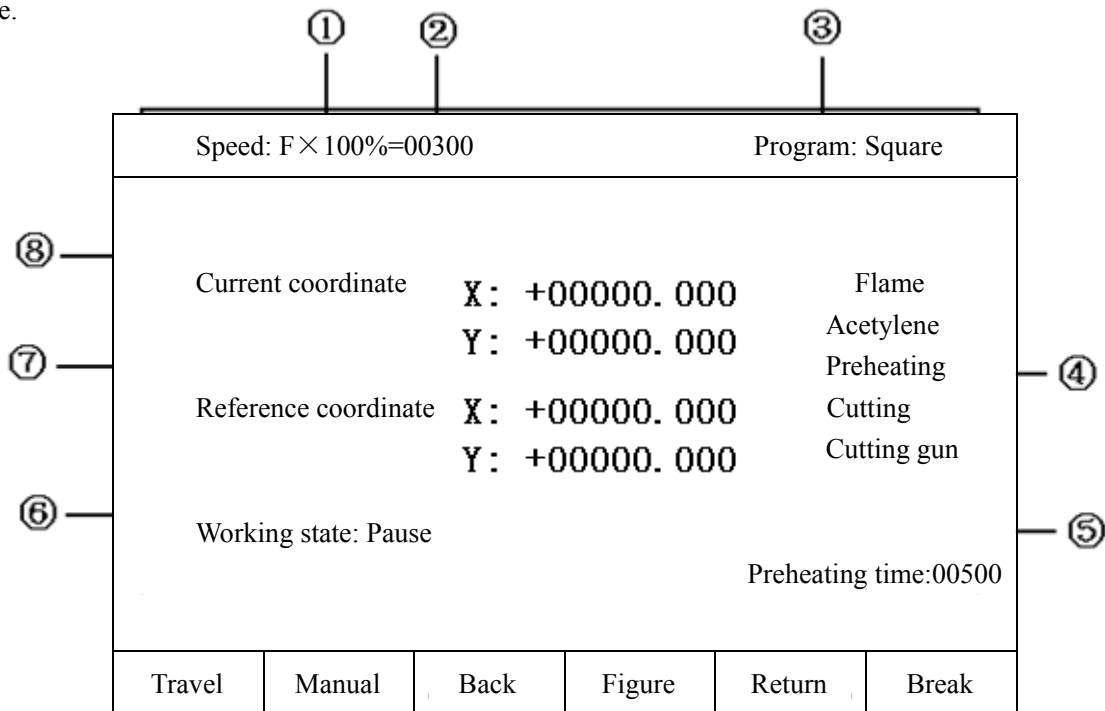 e.
① ② ③
Speed: F×100%=00300 Program: Square
⑧
Current coordinate X: +00000.000 Flame
Y: +00000.000 Acetylene
⑦ Preheating ④
Reference coordinate X: +00000.000 Cutting
Y: +00000.000 Cutting gun
⑥ Working state: Pause ⑤
Preheating time:00500
Travel Manual Back Figure Return Break